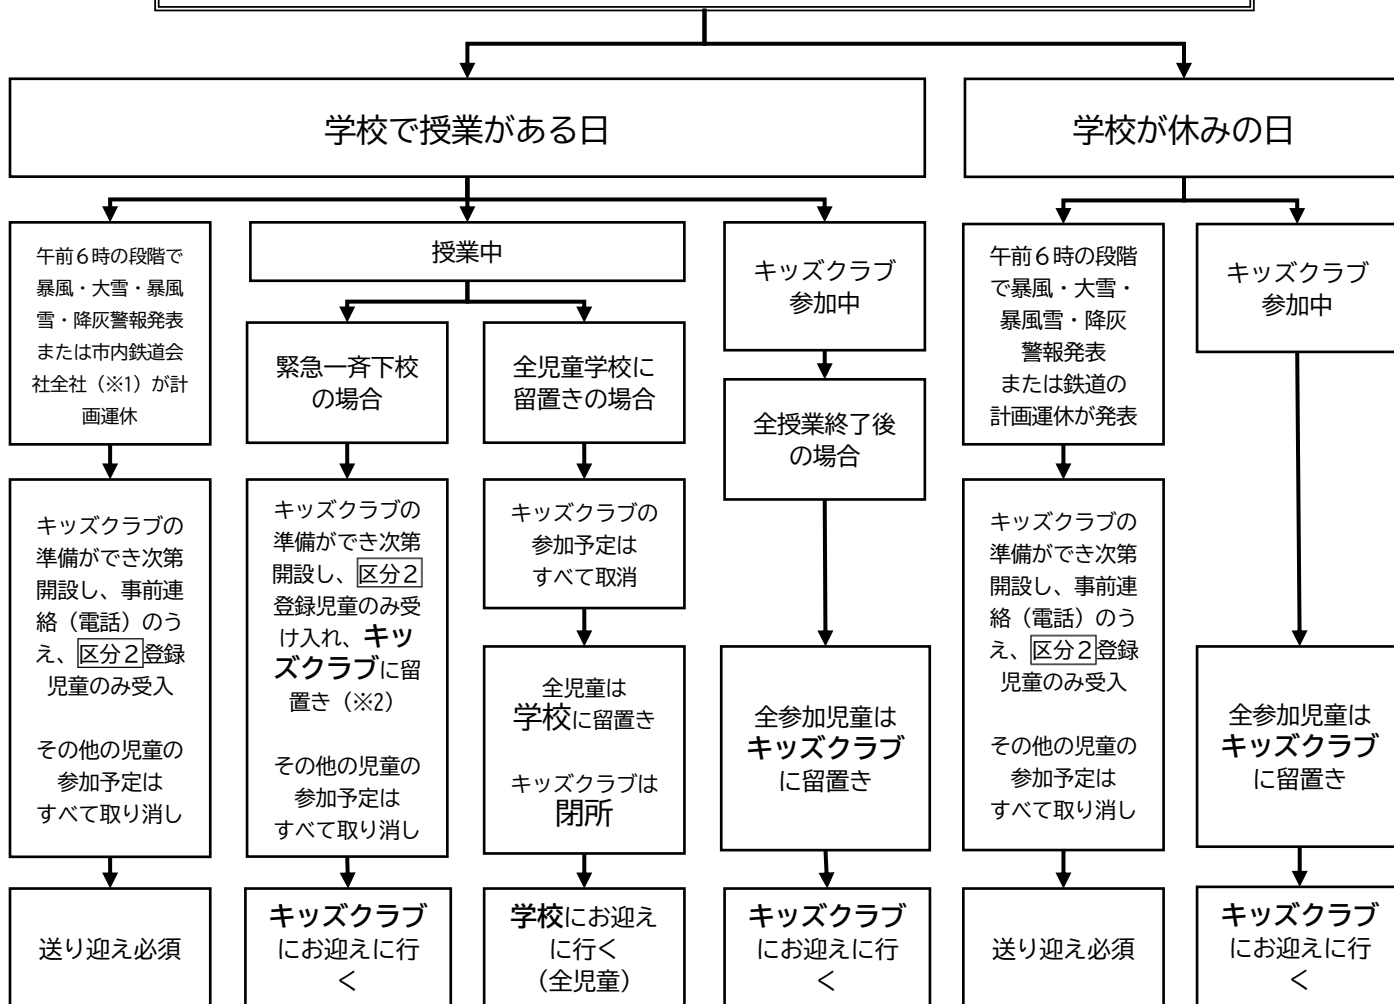 学校で授業がある日
学校が休みの日
午前6時の段階で
暴風・大雪・暴風
雪・降灰警報発表
または市内鉄道会
社全社（※1）が計
画運休
キッズクラブの
準備ができ次第
開設し、事前連
絡（電話）のう
え、区分２登録
児童のみ受入
その他の児童の
参加予定は
すべて取り消し
送り迎え必須
授業中
緊急一斉下校
の場合
キッズクラブの
準備ができ次第
開設し、区分２
登録児童のみ受
け入れ、キッ
ズクラブに留
置き（※2）
その他の児童の
参加予定は
すべて取り消し
キッズクラブ
にお迎えに行
く
全児童学校に
留置きの場合
キッズクラブの
参加予定は
すべて取消
全児童は
学校に留置き
キッズクラブは
閉所
学校にお迎え
に行く
（全児童）
キッズクラブ
参加中
全授業終了後
の場合
全参加児童は
キッズクラブ
に留置き
キッズクラブ
にお迎えに行
く
午前６時の段階
で暴風・大雪・
暴風雪・降灰
警報発表
または鉄道の
計画運休が発表
キッズクラブの
準備ができ次第
開設し、事前連
絡（電話）のう
え、区分２登録
児童のみ受入
その他の児童の
参加予定は
すべて取り消し
送り迎え必須
キッズクラブ
参加中
全参加児童は
キッズクラブ
に留置き
キッズクラブ
にお迎えに行
く